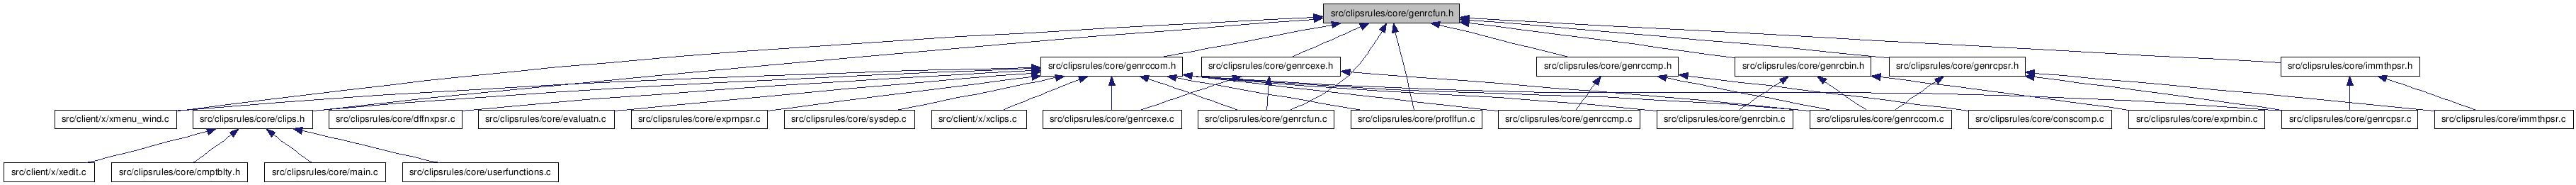 src/clipsrules/core/genrcfun.h
src/clipsrules/core/genrccom.h
src/clipsrules/core/genrcexe.h
src/clipsrules/core/genrccmp.h
src/clipsrules/core/genrcbin.h
src/clipsrules/core/genrcpsr.h
src/clipsrules/core/immthpsr.h
src/client/x/xmenu_wind.c
src/clipsrules/core/clips.h
src/clipsrules/core/dffnxpsr.c
src/clipsrules/core/evaluatn.c
src/clipsrules/core/exprnpsr.c
src/clipsrules/core/sysdep.c
src/client/x/xclips.c
src/clipsrules/core/genrcexe.c
src/clipsrules/core/genrcfun.c
src/clipsrules/core/proflfun.c
src/clipsrules/core/genrccmp.c
src/clipsrules/core/genrcbin.c
src/clipsrules/core/genrccom.c
src/clipsrules/core/conscomp.c
src/clipsrules/core/exprnbin.c
src/clipsrules/core/genrcpsr.c
src/clipsrules/core/immthpsr.c
src/client/x/xedit.c
src/clipsrules/core/cmptblty.h
src/clipsrules/core/main.c
src/clipsrules/core/userfunctions.c